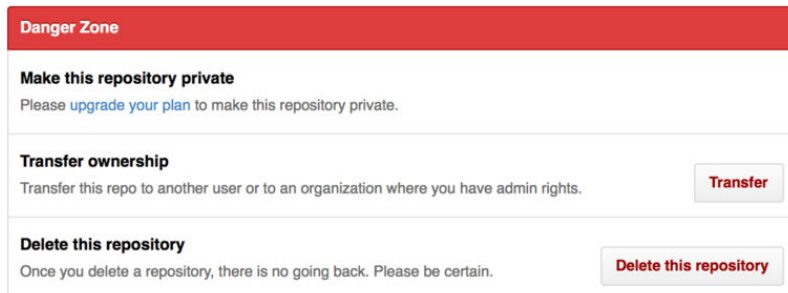 Danger Zone
Make this repository private
Please upgrade your plan to make this repository private.
Transfer ownership
Transfer this repo to another user or to an organization where you have admin rights.
Transfer
Delete this repository
Once you delete a repository, there is no going back. Please be certain.
Delete this repository